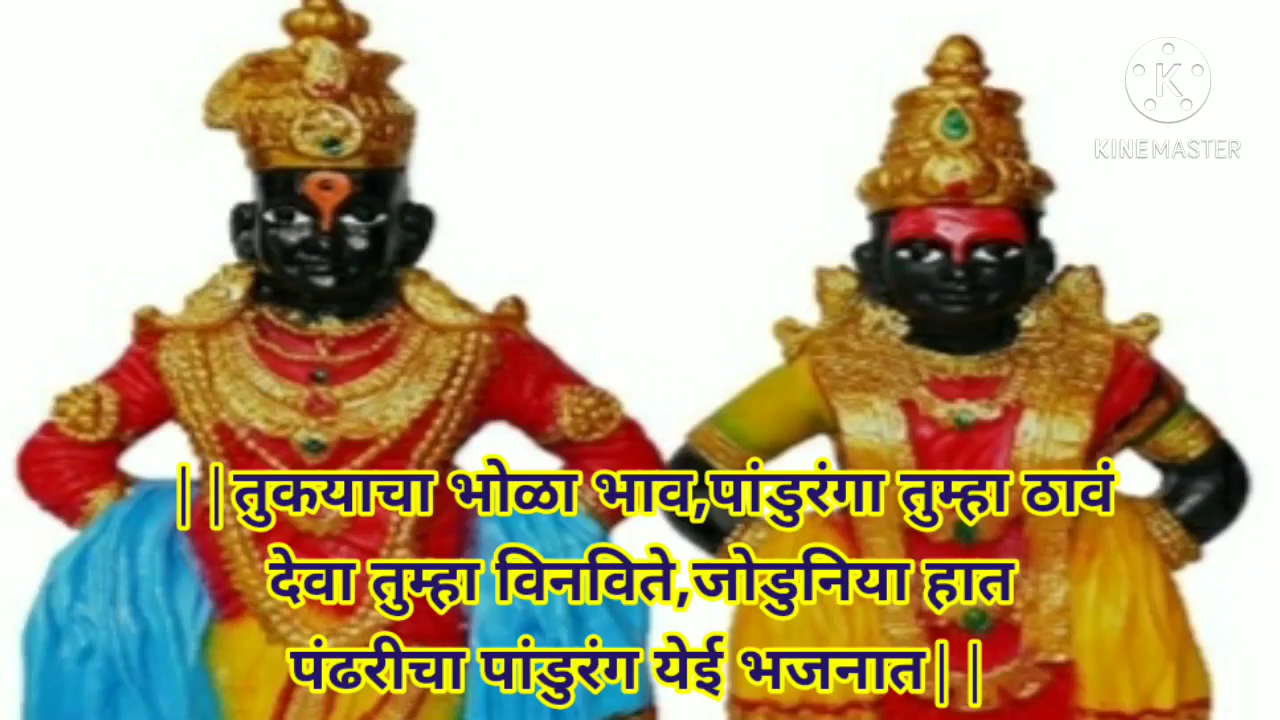 KINEMASTER
||तुकयाचा भोळा भाव,पांडुरंगा तुम्हा ठावं
देवा तुम्हा विनविते,जोडुनिया हात
पंढरीचा पांडुरंग येई भजनात||